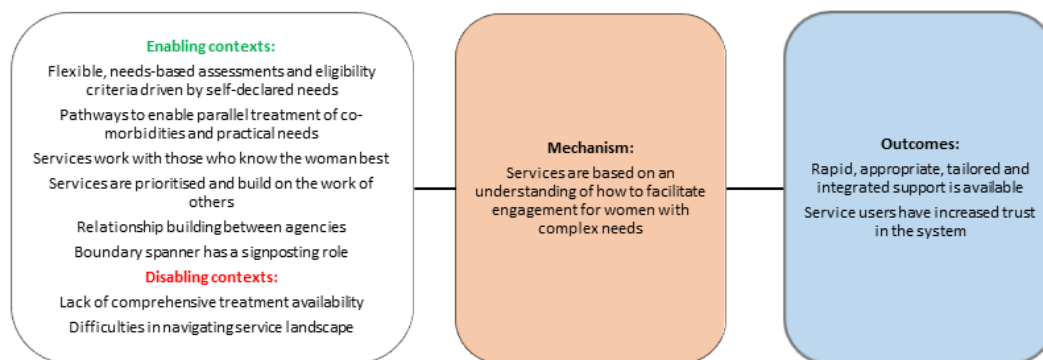 Enabling contexts:
Flexible, needs-based assessments and eligibility
criteria driven by self-declared needs
Pathways to enable parallel treatment of co-
morbidities and practical needs
Services work with those who know the woman best
Services are prioritised and build on the work of
others
Relationship building between agencies
Boundary spanner has a signposting role
Disabling contexts:
Lack of comprehensive treatment availability
Difficulties in navigating service landscape
Mechanism:
Services are based on an
understanding of how to facilitate
engagement for women with
complex needs
Outcomes:
Rapid, appropriate, tailored and
integrated support is available
Service users have increased trust
in the system